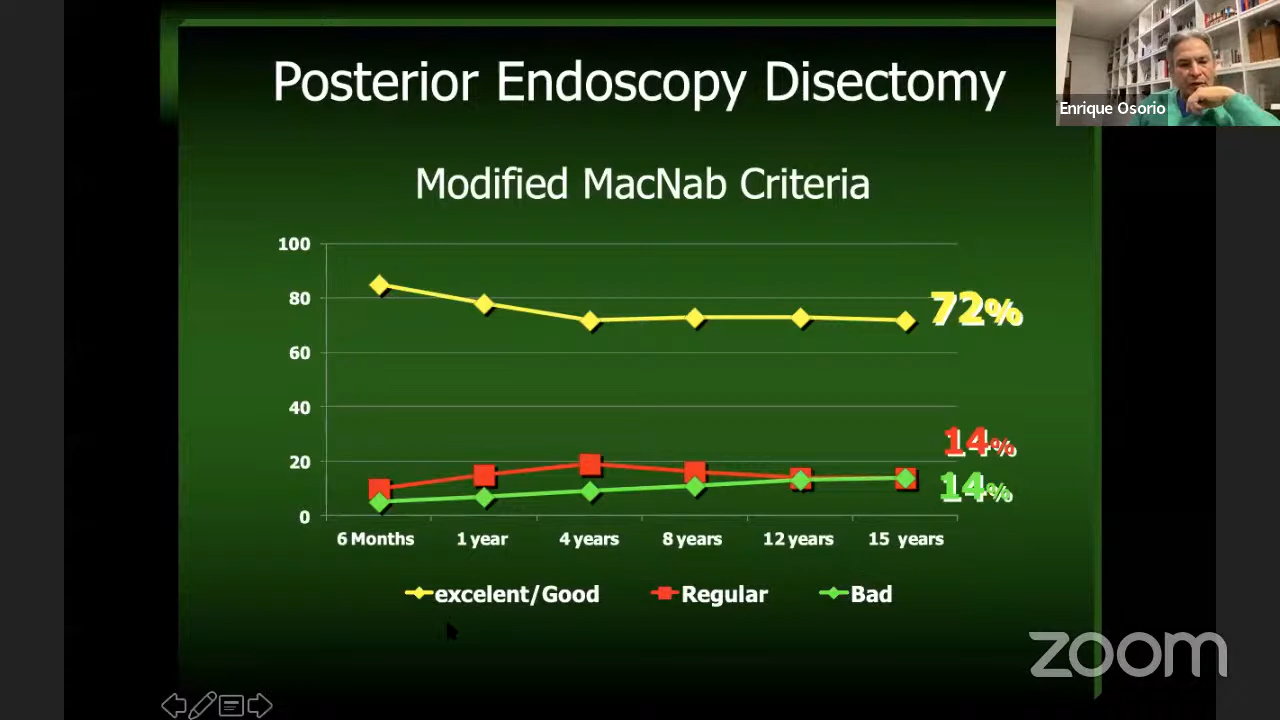 Posterior Endoscopy Disectomy
Enrique Osorio
Modified MacNab Criteria
100
80
60
40
20
0
72%
14%
14%
6 Months 1 year 4 years 8 years 12 years 15 years
excelent/Good Regular Bad
zoom